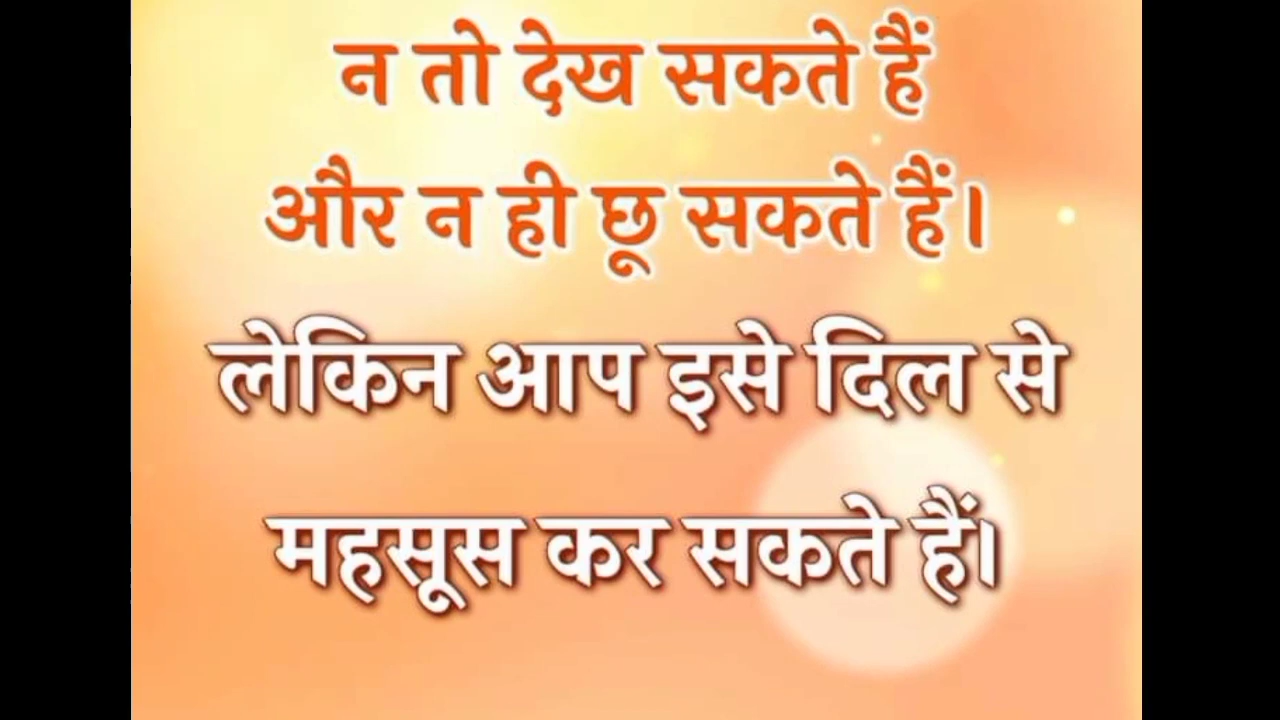 न तो देख सकते हैं
और न ही छू सकते हैं।
लेकिन आप इसे दिल से
महसूस कर सकते हैं।